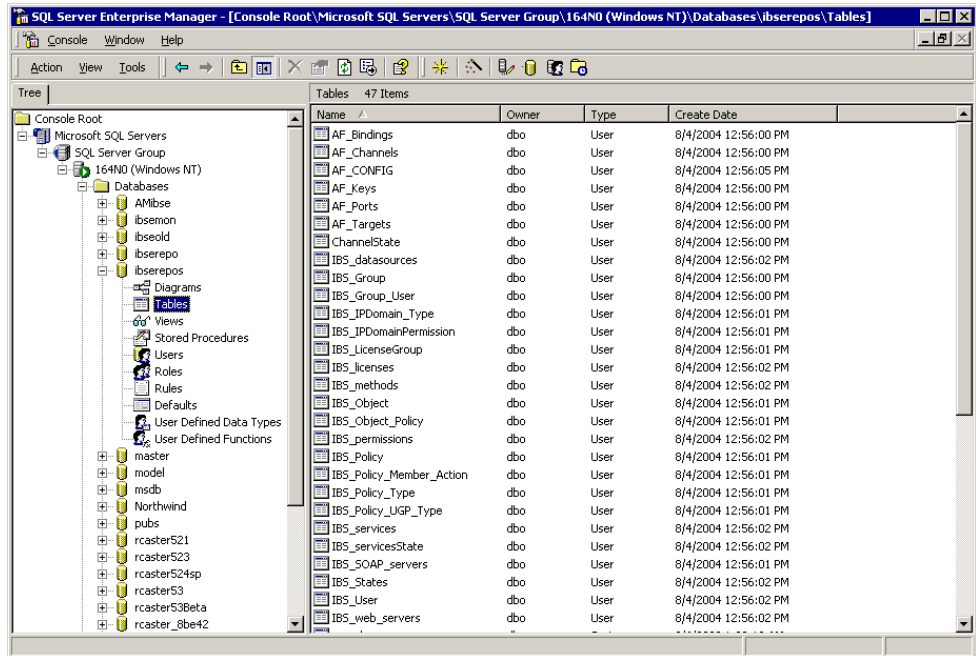 SQL Server Enterprise Manager - [Console Root\Microsoft SQL Servers\SQL Server Group\164N0 (Windows NT)\Databases\ibserepos\Tables]
Console Window Help
Action View Tools
Tree
Console Root
Microsoft SQL Servers
SQL Server Group
164N0 (Windows NT)
Databases
AMibse
ibsemon
ibseold
ibserepo
ibserepos
Diagrams
Tables
Views
Stored Procedures
Users
Roles
Rules
Defaults
User Defined Data Types
User Defined Functions
master
model
msdb
Northwind
pubs
rcaster521
rcaster523
rcaster524sp
rcaster53
rcaster53Beta
rcaster_8be42
Tables 47 Items
Name Owner Type Create Date
AF_Bindings dbo User 8/4/2004 12:56:00 PM
AF_Channels dbo User 8/4/2004 12:56:00 PM
AF_CONFIG dbo User 8/4/2004 12:56:05 PM
AF_Keys dbo User 8/4/2004 12:56:00 PM
AF_Ports dbo User 8/4/2004 12:56:00 PM
AF_Targets dbo User 8/4/2004 12:56:00 PM
ChannelState dbo User 8/4/2004 12:56:00 PM
IBS_datasources dbo User 8/4/2004 12:56:02 PM
IBS_Group dbo User 8/4/2004 12:56:00 PM
IBS_Group_User dbo User 8/4/2004 12:56:00 PM
IBS_IPDomain_Type dbo User 8/4/2004 12:56:01 PM
IBS_IPDomainPermission dbo User 8/4/2004 12:56:01 PM
IBS_LicenseGroup dbo User 8/4/2004 12:56:01 PM
IBS_licenses dbo User 8/4/2004 12:56:02 PM
IBS_methods dbo User 8/4/2004 12:56:02 PM
IBS_Object dbo User 8/4/2004 12:56:01 PM
IBS_Object_Policy dbo User 8/4/2004 12:56:01 PM
IBS_permissions dbo User 8/4/2004 12:56:02 PM
IBS_Policy dbo User 8/4/2004 12:56:01 PM
IBS_Policy_Member_Action dbo User 8/4/2004 12:56:01 PM
IBS_Policy_Type dbo User 8/4/2004 12:56:01 PM
IBS_Policy_UGP_Type dbo User 8/4/2004 12:56:01 PM
IBS_services dbo User 8/4/2004 12:56:02 PM
IBS_servicesState dbo User 8/4/2004 12:56:02 PM
IBS_SOAP_servers dbo User 8/4/2004 12:56:01 PM
IBS_States dbo User 8/4/2004 12:56:02 PM
IBS_User dbo User 8/4/2004 12:56:02 PM
IBS_web_servers dbo User 8/4/2004 12:56:02 PM